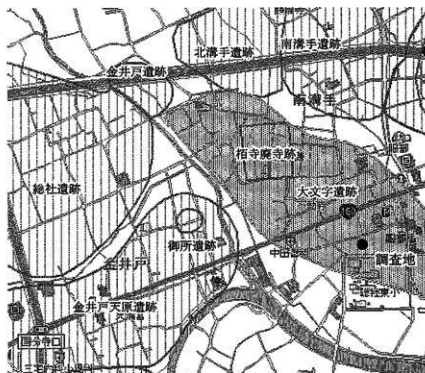 北溝手遺跡
南溝手遺跡
金井戸遺跡
南溝手
栢寺廃寺跡
総社遺跡
大文字遺跡
御所遺跡
金井戸
調査地
金井戸天原遺跡
国分寺口